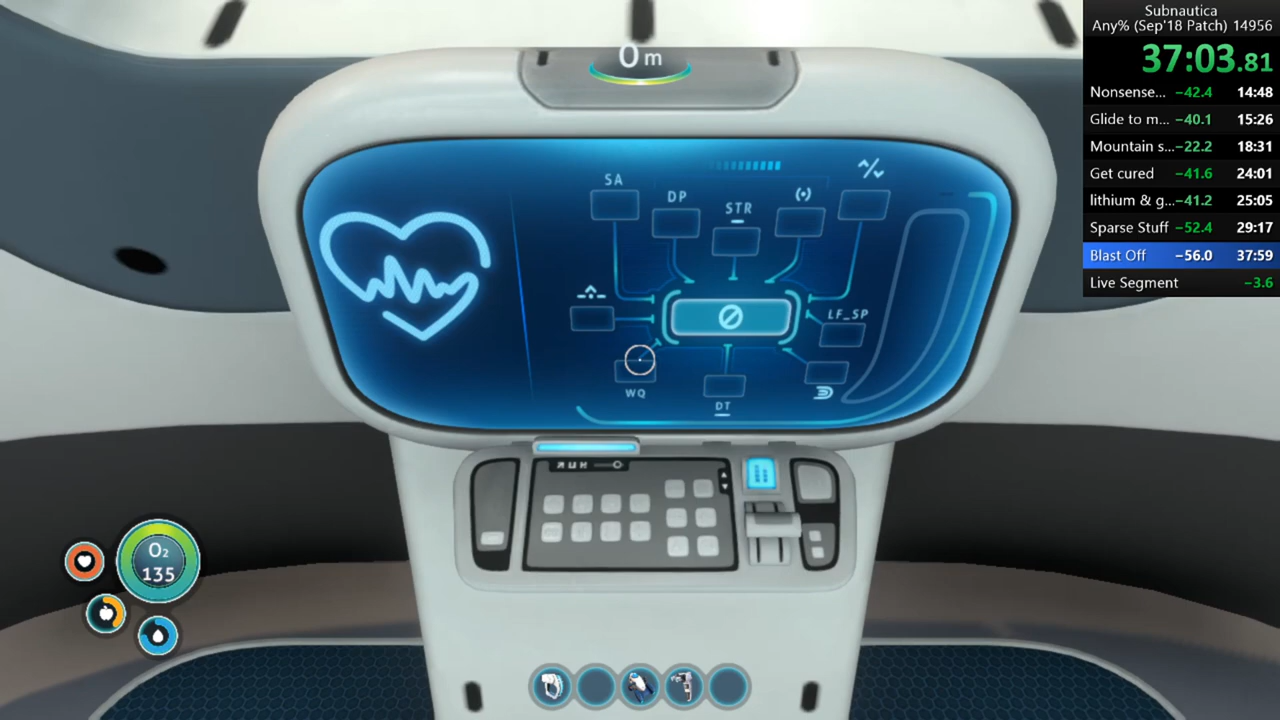 Subnautica
Any% (Sep'18 Patch) 14956
37:03.81
Nonsense... −42.4 14:48
Glide to m... −40.1 15:26
Mountain s... −22.2 18:31
Get cured −41.6 24:01
lithium & g... −41.2 25:05
Sparse Stuff −52.4 29:17
Blast Off −56.0 37:59
Live Segment −3.6
0 m
SA
DP
STR
LF_SP
WQ
DT
O₂
135